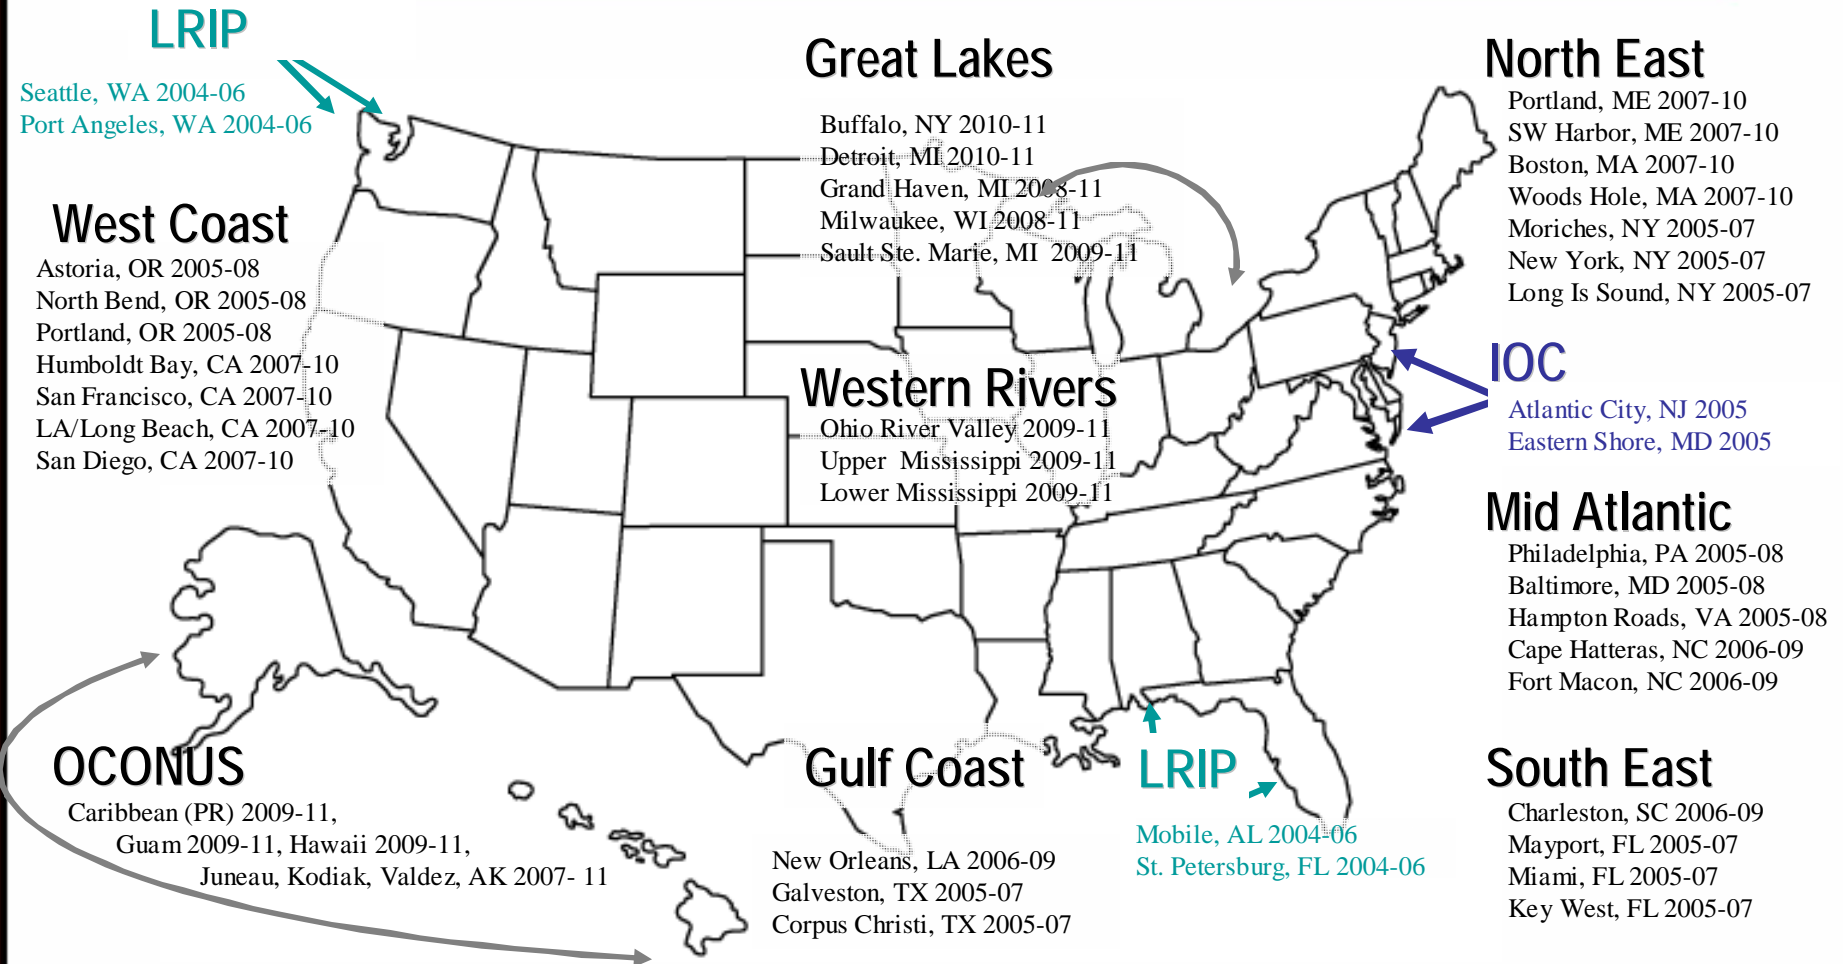 LRIP
Seattle, WA 2004-06
Port Angeles, WA 2004-06
West Coast
Astoria, OR 2005-08
North Bend, OR 2005-08
Portland, OR 2005-08
Humboldt Bay, CA 2007-10
San Francisco, CA 2007-10
LA/Long Beach, CA 2007-10
San Diego, CA 2007-10
OCONUS
Caribbean (PR) 2009-11,
Guam 2009-11, Hawaii 2009-11,
Juneau, Kodiak, Valdez, AK 2007- 11
Great Lakes
Buffalo, NY 2010-11
Detroit, MI 2010-11
Grand Haven, MI 2008-11
Milwaukee, WI 2008-11
Sault Ste. Marie, MI 2009-11
Western Rivers
Ohio River Valley 2009-11
Upper Mississippi 2009-11
Lower Mississippi 2009-11
Gulf Coast
New Orleans, LA 2006-09
Galveston, TX 2005-07
Corpus Christi, TX 2005-07
LRIP
Mobile, AL 2004-06
St. Petersburg, FL 2004-06
North East
Portland, ME 2007-10
SW Harbor, ME 2007-10
Boston, MA 2007-10
Woods Hole, MA 2007-10
Moriches, NY 2005-07
New York, NY 2005-07
Long Is Sound, NY 2005-07
IOC
Atlantic City, NJ 2005
Eastern Shore, MD 2005
Mid Atlantic
Philadelphia, PA 2005-08
Baltimore, MD 2005-08
Hampton Roads, VA 2005-08
Cape Hatteras, NC 2006-09
Fort Macon, NC 2006-09
South East
Charleston, SC 2006-09
Mayport, FL 2005-07
Miami, FL 2005-07
Key West, FL 2005-07